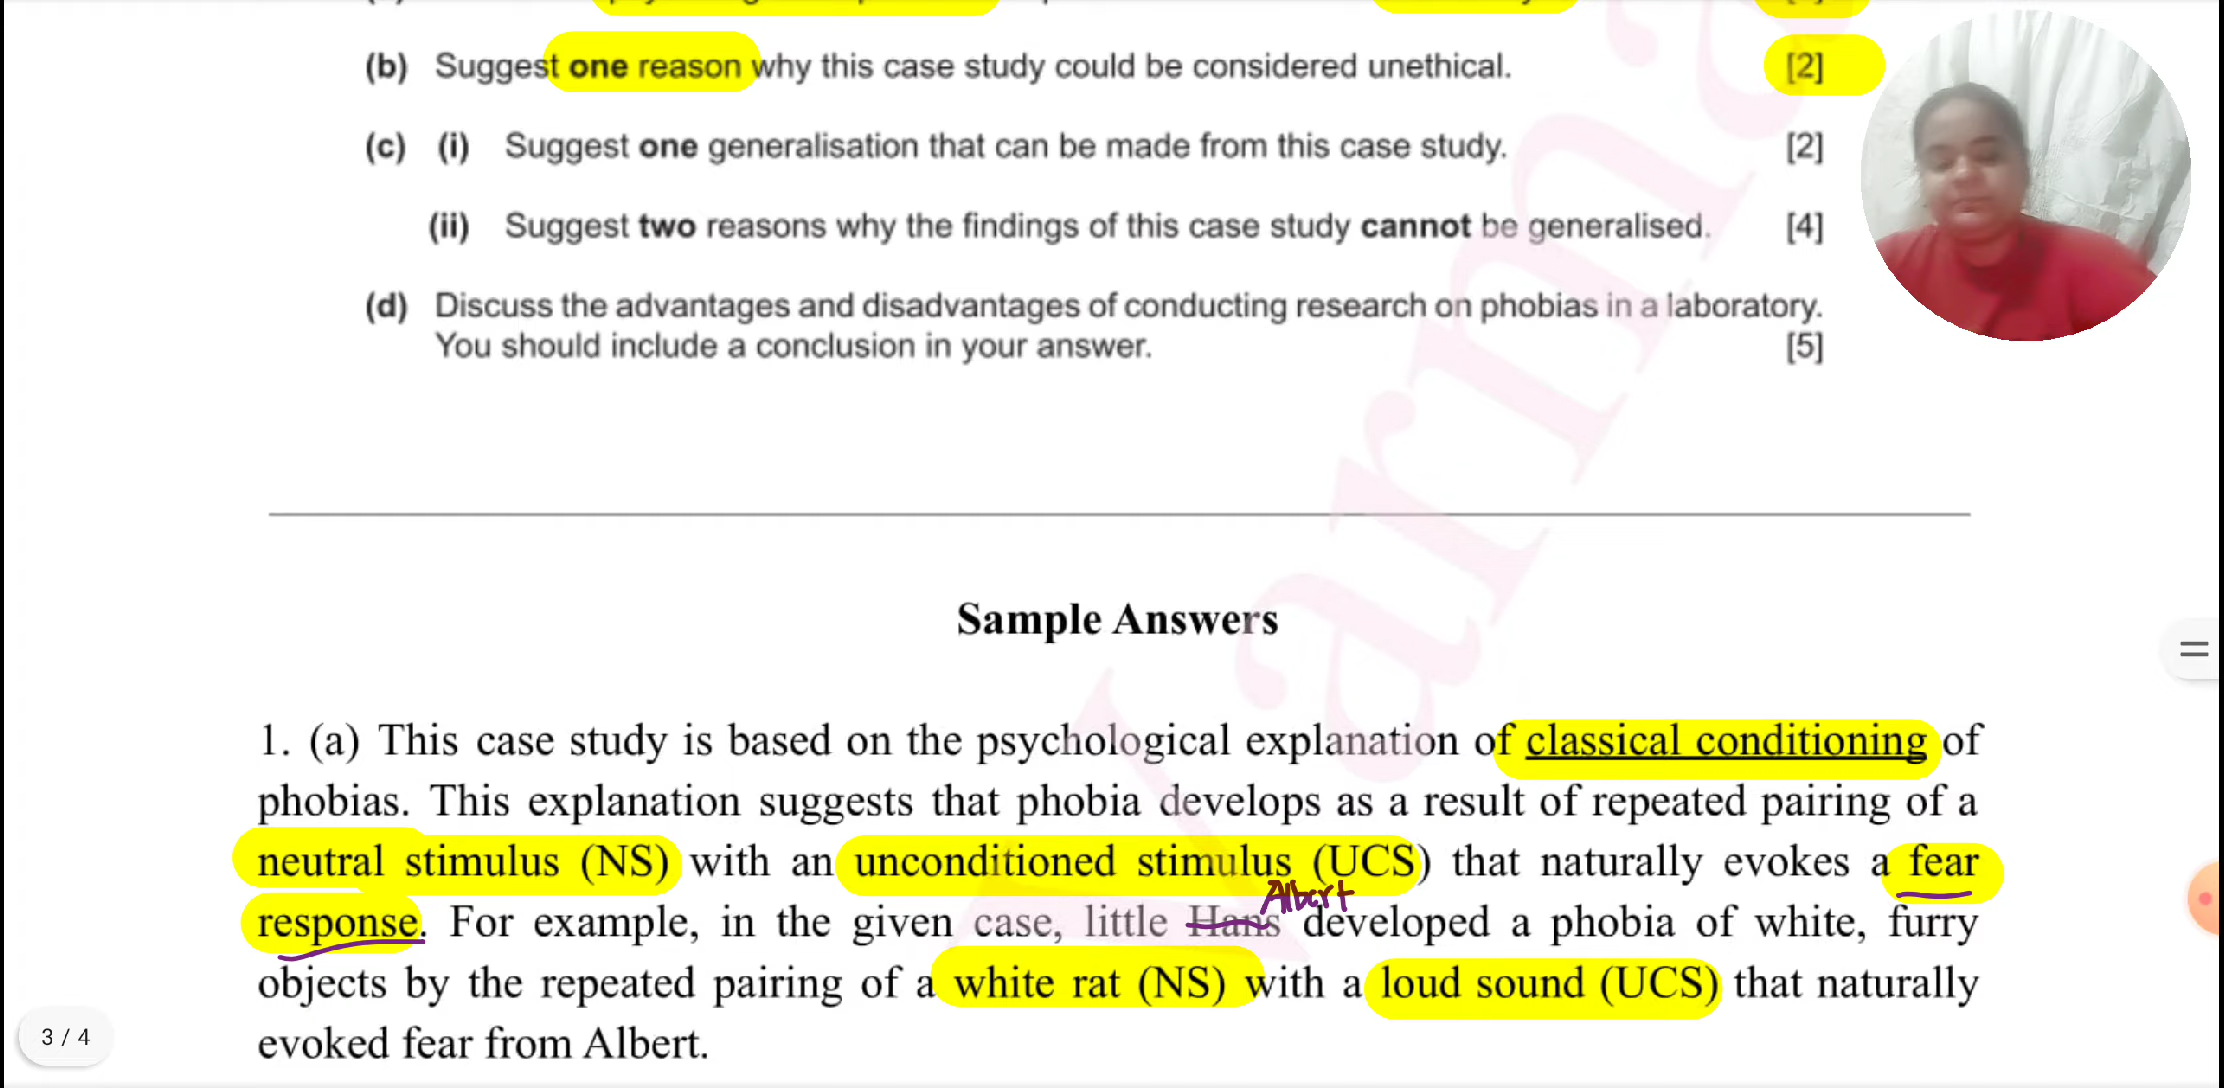 (b) Suggest one reason why this case study could be considered unethical. [2]
(c) (i) Suggest one generalisation that can be made from this case study. [2]
(ii) Suggest two reasons why the findings of this case study cannot be generalised. [4]
(d) Discuss the advantages and disadvantages of conducting research on phobias in a laboratory.
You should include a conclusion in your answer. [5]
Sample Answers
1. (a) This case study is based on the psychological explanation of classical conditioning of
phobias. This explanation suggests that phobia develops as a result of repeated pairing of a
neutral stimulus (NS) with an unconditioned stimulus (UCS) that naturally evokes a fear
Albert
response. For example, in the given case, little Hans developed a phobia of white, furry
objects by the repeated pairing of a white rat (NS) with a loud sound (UCS) that naturally
evoked fear from Albert.
3 / 4